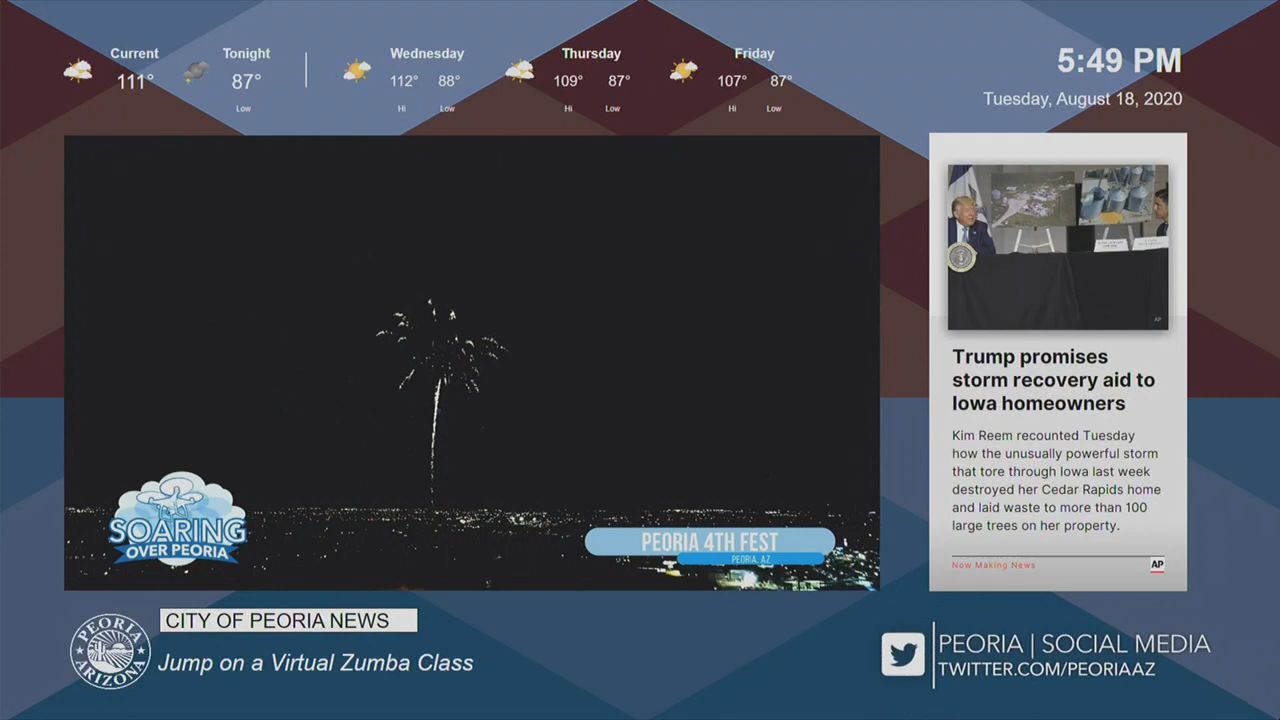 Current
111°
Tonight
87°
Low
Wednesday
112° 88°
Hi Low
Thursday
109° 87°
Hi Low
Friday
107° 87°
Hi Low
5:49 PM
Tuesday, August 18, 2020
SOARING
OVER PEORIA
PEORIA 4TH FEST
PEORIA, AZ
AP
Trump promises
storm recovery aid to
Iowa homeowners
Kim Reem recounted Tuesday
how the unusually powerful storm
that tore through Iowa last week
destroyed her Cedar Rapids home
and laid waste to more than 100
large trees on her property.
Now Making News
AP
PEORIA
ARIZONA
CITY OF PEORIA NEWS
Jump on a Virtual Zumba Class
PEORIA | SOCIAL MEDIA
TWITTER.COM/PEORIAAZ